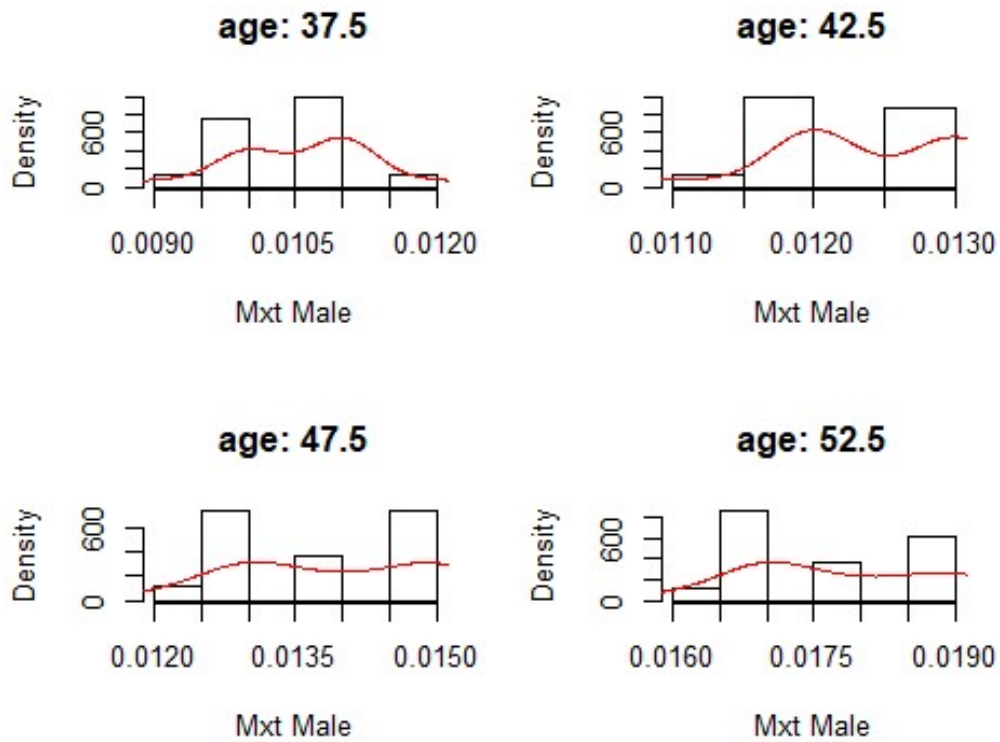 age: 37.5
Density
0 600
0.0090 0.0105 0.0120
Mxt Male
age: 42.5
Density
0 600
0.0110 0.0120 0.0130
Mxt Male
age: 47.5
Density
0 600
0.0120 0.0135 0.0150
Mxt Male
age: 52.5
Density
0 600
0.0160 0.0175 0.0190
Mxt Male